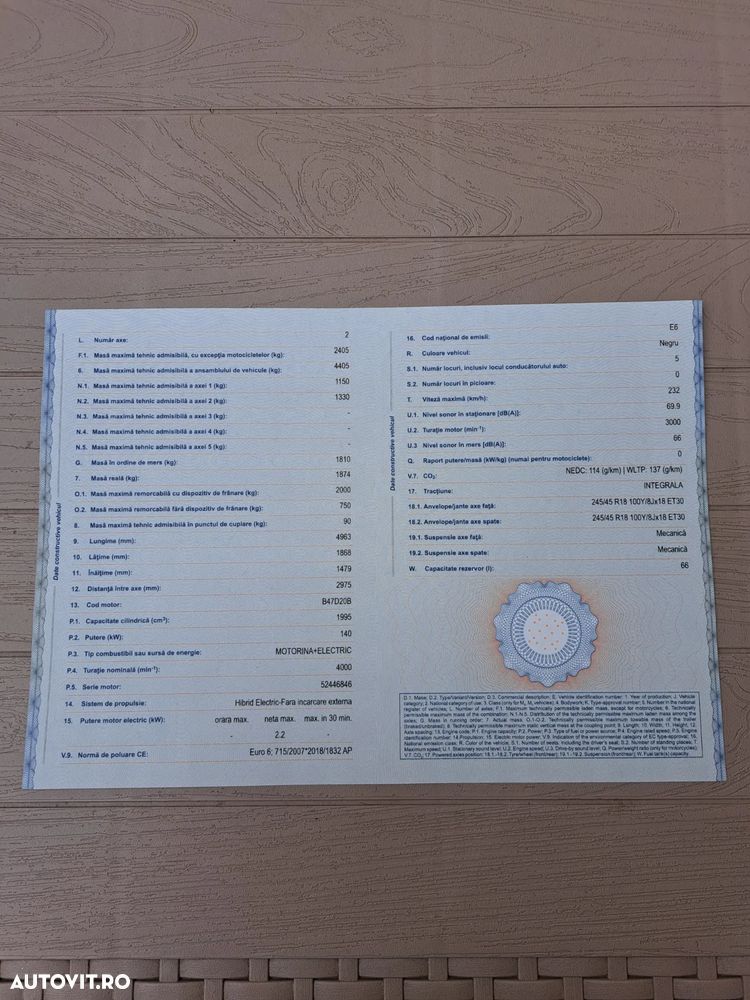 Date constructive vehicul
L. Număr axe: 2
F.1. Masă maximă tehnic admisibilă, cu excepția motocicletelor (kg): 2405
6. Masă maximă tehnic admisibilă a ansamblului de vehicule (kg): 4405
N.1. Masă maximă tehnic admisibilă a axei 1 (kg): 1150
N.2. Masă maximă tehnic admisibilă a axei 2 (kg): 1330
N.3. Masă maximă tehnic admisibilă a axei 3 (kg): -
N.4. Masă maximă tehnic admisibilă a axei 4 (kg): -
N.5. Masă maximă tehnic admisibilă a axei 5 (kg): -
G. Masă în ordine de mers (kg): 1810
7. Masă reală (kg): 1874
O.1. Masă maximă remorcabilă cu dispozitiv de frânare (kg): 2000
O.2. Masă maximă remorcabilă fără dispozitiv de frânare (kg): 750
8. Masă maximă tehnic admisibilă în punctul de cuplare (kg): 90
9. Lungime (mm): 4963
10. Lățime (mm): 1868
11. Înălțime (mm): 1479
12. Distanță între axe (mm): 2975
13. Cod motor: B47D20B
P.1. Capacitate cilindrică (cm³): 1995
P.2. Putere (kW): 140
P.3. Tip combustibil sau sursă de energie: MOTORINA+ELECTRIC
P.4. Turație nominală (min⁻¹): 4000
P.5. Serie motor: 52446846
14. Sistem de propulsie: Hibrid Electric-Fara incarcare externa
15. Putere motor electric (kW): orara max. neta max. max. in 30 min.
- 2.2 -
V.9. Normă de poluare CE: Euro 6; 715/2007*2018/1832 AP
Date constructive vehicul
16. Cod național de emisii: E6
R. Culoare vehicul: Negru
S.1. Număr locuri, inclusiv locul conducătorului auto: 5
S.2. Număr locuri în picioare: 0
T. Viteză maximă (km/h): 232
U.1. Nivel sonor în staționare [dB(A)]: 69.9
U.2. Turație motor (min⁻¹): 3000
U.3 Nivel sonor în mers [dB(A)]: 66
Q. Raport putere/masă (kW/kg) (numai pentru motociclete): 0
V.7. CO₂: NEDC: 114 (g/km) | WLTP: 137 (g/km)
17. Tracțiune: INTEGRALA
18.1. Anvelope/jante axe față: 245/45 R18 100Y/8Jx18 ET30
18.2. Anvelope/jante axe spate: 245/45 R18 100Y/8Jx18 ET30
19.1. Suspensie axe față: Mecanică
19.2. Suspensie axe spate: Mecanică
W. Capacitate rezervor (l): 66
AUTOVIT.RO